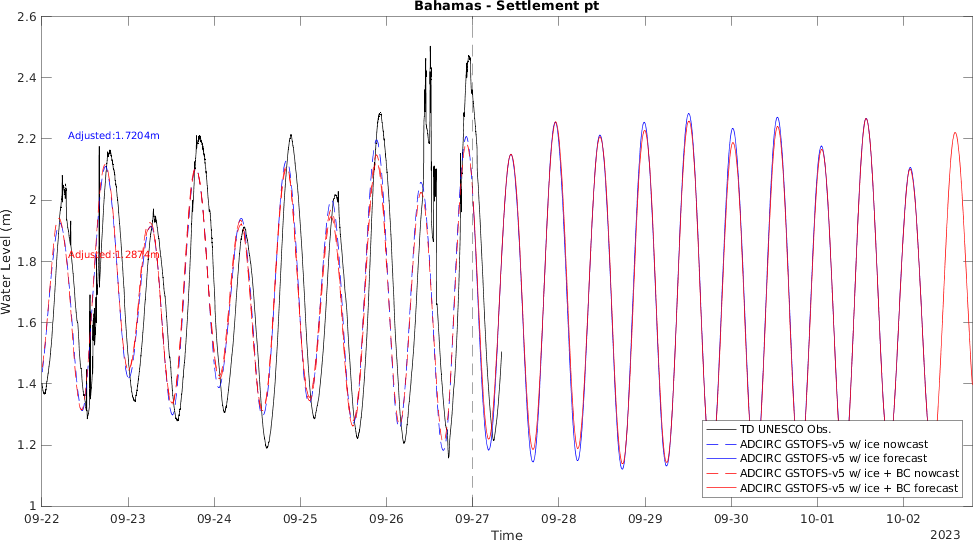 Bahamas - Settlement pt
Water Level (m)
2.6
2.4
2.2
2
1.8
1.6
1.4
1.2
1
Adjusted:1.7204m
Adjusted:1.2874m
TD UNESCO Obs.
ADCIRC GSTOFS-v5 w/ ice nowcast
ADCIRC GSTOFS-v5 w/ ice forecast
ADCIRC GSTOFS-v5 w/ ice + BC nowcast
ADCIRC GSTOFS-v5 w/ ice + BC forecast
09-22 09-23 09-24 09-25 09-26 09-27 09-28 09-29 09-30 10-01 10-02
Time
2023